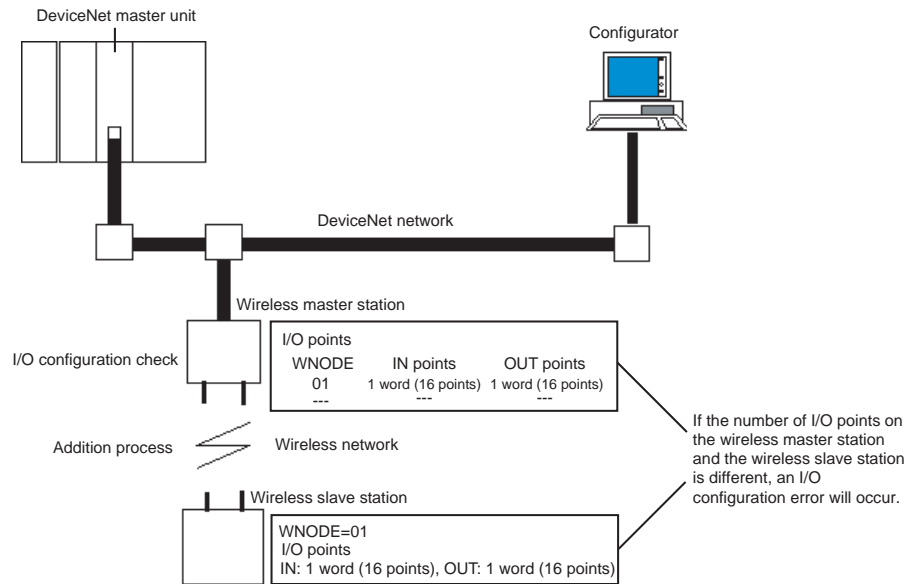 DeviceNet master unit
Configurator
DeviceNet network
Wireless master station
I/O configuration check
I/O points
WNODE IN points OUT points
01 1 word (16 points) 1 word (16 points)
--- --- ---
Addition process
Wireless network
If the number of I/O points on
the wireless master station
and the wireless slave station
is different, an I/O
configuration error will occur.
Wireless slave station
WNODE=01
I/O points
IN: 1 word (16 points), OUT: 1 word (16 points)